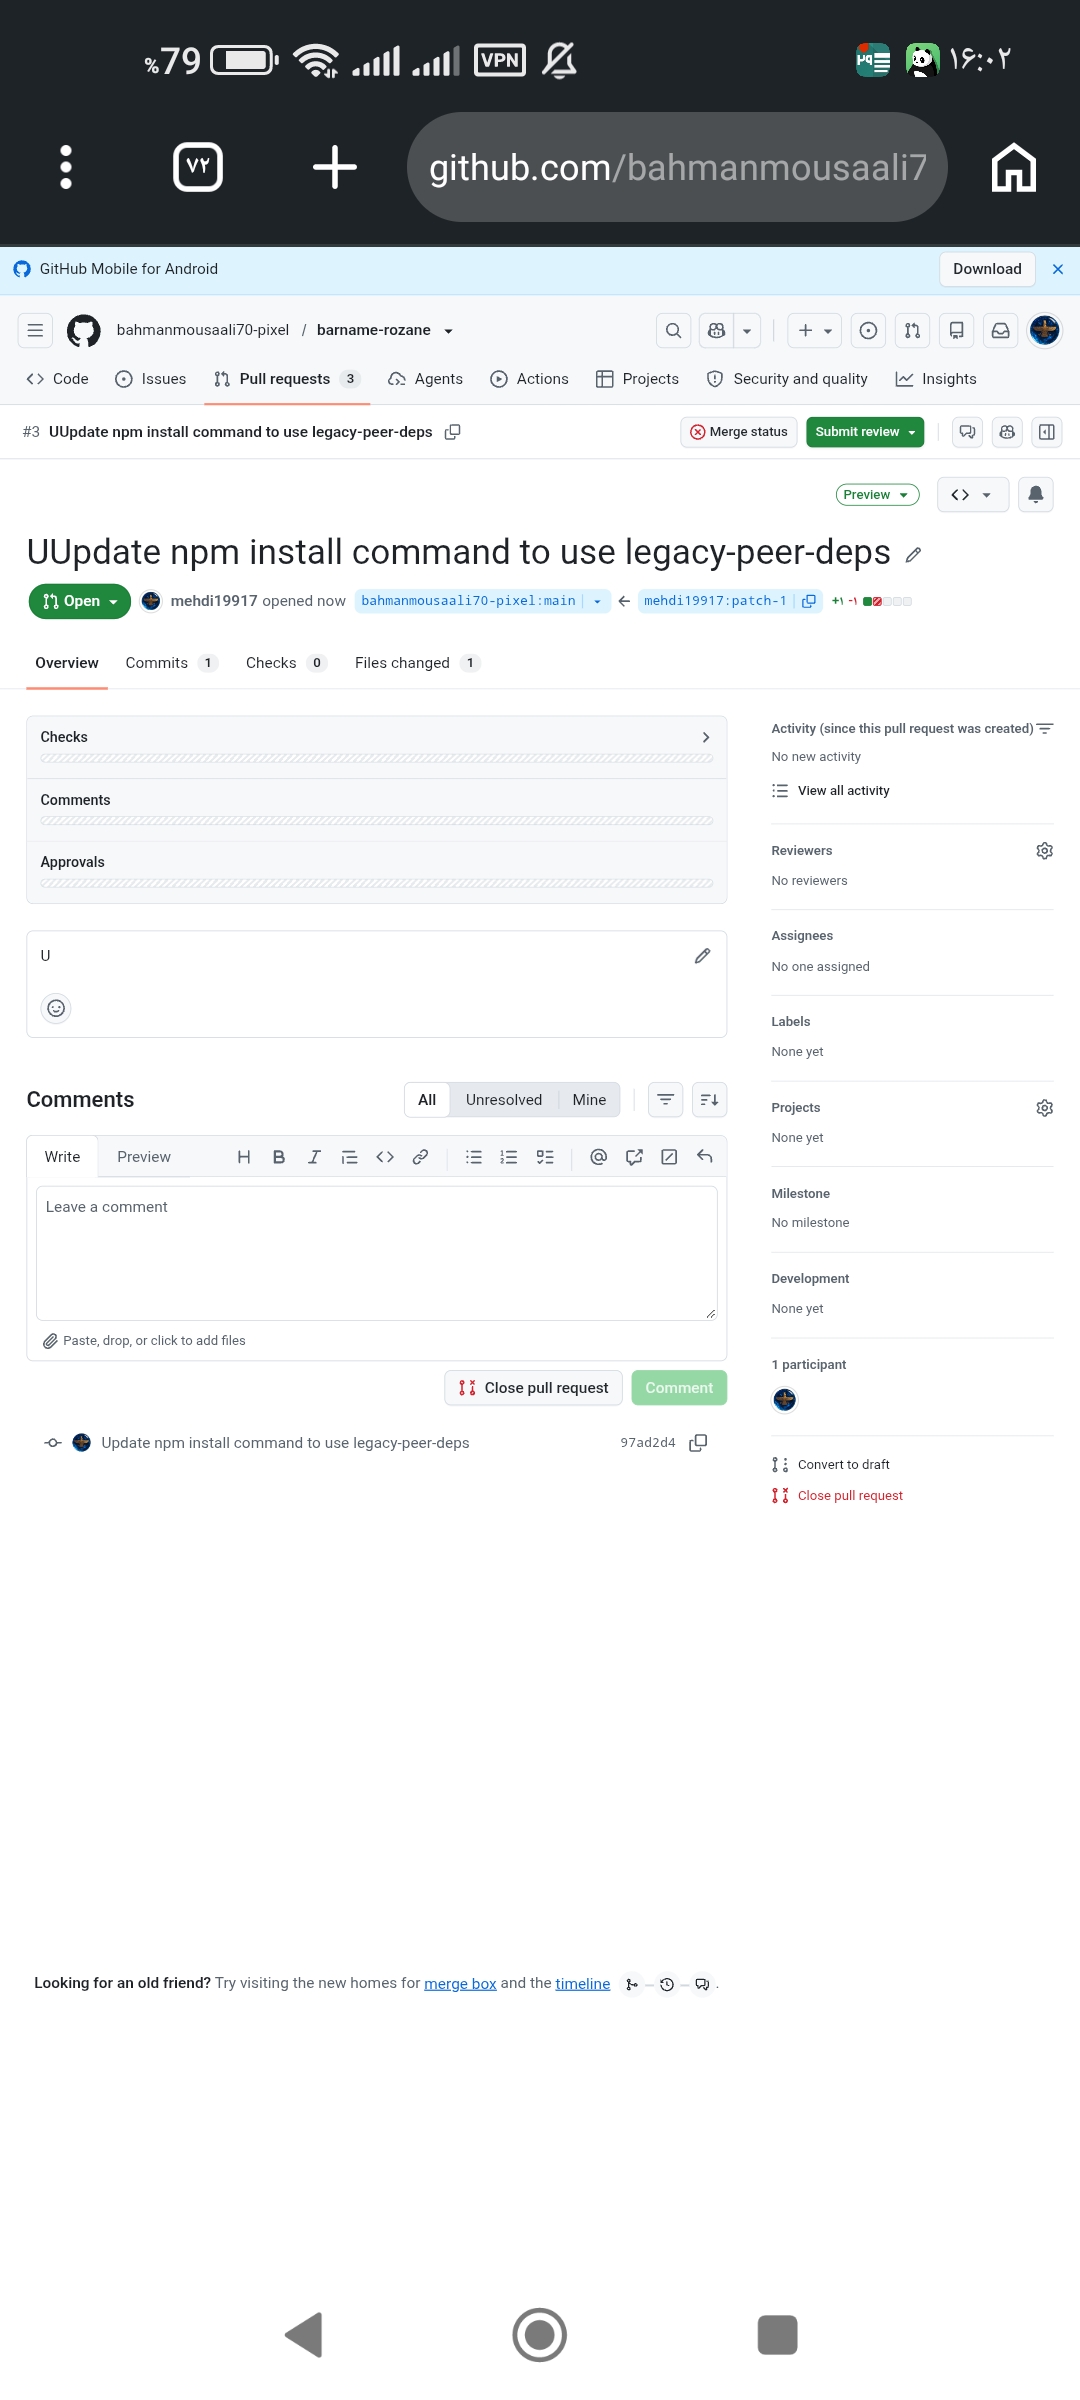 %79 VPN ۱۶:۰۲
۷۲ github.com/bahmanmousaali7
GitHub Mobile for Android Download
bahmanmousaali70-pixel / barname-rozane
Code Issues Pull requests 3 Agents Actions Projects Security and quality Insights
#3 UUpdate npm install command to use legacy-peer-deps Merge status Submit review
Preview
UUpdate npm install command to use legacy-peer-deps
Open mehdi19917 opened now bahmanmousaali70-pixel:main ← mehdi19917:patch-1 +۱ -۱
Overview Commits 1 Checks 0 Files changed 1
Checks
Comments
Approvals
U
Comments All Unresolved Mine
Write Preview
Leave a comment
Paste, drop, or click to add files
Close pull request Comment
Update npm install command to use legacy-peer-deps 97ad2d4
Activity (since this pull request was created)
No new activity
View all activity
Reviewers
No reviewers
Assignees
No one assigned
Labels
None yet
Projects
None yet
Milestone
No milestone
Development
None yet
1 participant
Convert to draft
Close pull request
Looking for an old friend? Try visiting the new homes for merge box and the timeline .